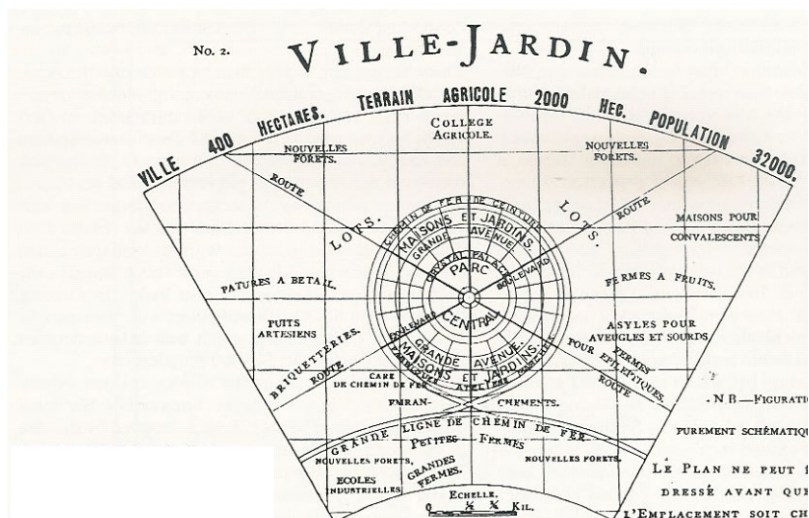 No. 2.
VILLE-JARDIN.
VILLE 400 HECTARES. TERRAIN AGRICOLE 2000 HEC. POPULATION 32000.
COLLEGE
AGRICOLE.
NOUVELLES
FORETS.
NOUVELLES
FORETS.
ROUTE
ROUTE
LOTS.
LOTS.
CHEMIN DE FER DE CEINTURE
MAISONS ET JARDINS.
GRANDE AVENUE
CRYSTAL PALACE
BOULEVARD
PARC
CENTRAL
BOULEVARD
GRANDE AVENUE.
MAISONS ET JARDINS.
FABRIQUES ATELIERS
MAISONS POUR
CONVALESCENTS
PATURES A BETAIL.
FERMES A FRUITS.
PUITS
ARTESIENS
ASYLES POUR
AVEUGLES ET SOURDS
BRIQUETTERIES.
ROUTE
FERMES
POUR EPILEPTIQUES.
ROUTE
CARE
DE CHEMIN DE FER
EMBRAN-
CHEMENTS.
GRANDE LIGNE DE CHEMIN DE FER
PETITES FERMES
NOUVELLES FORETS,
NOUVELLES FORETS.
GRANDES
FERMES.
ECOLES
INDUSTRIELLES
ECHELLE.
0 ½ ¾ KIL.
N B—FIGURATI
PUREMENT SCHÉMATIQU
LE PLAN NE PEUT
DRESSÉ AVANT QUE
L'EMPLACEMENT SOIT CH